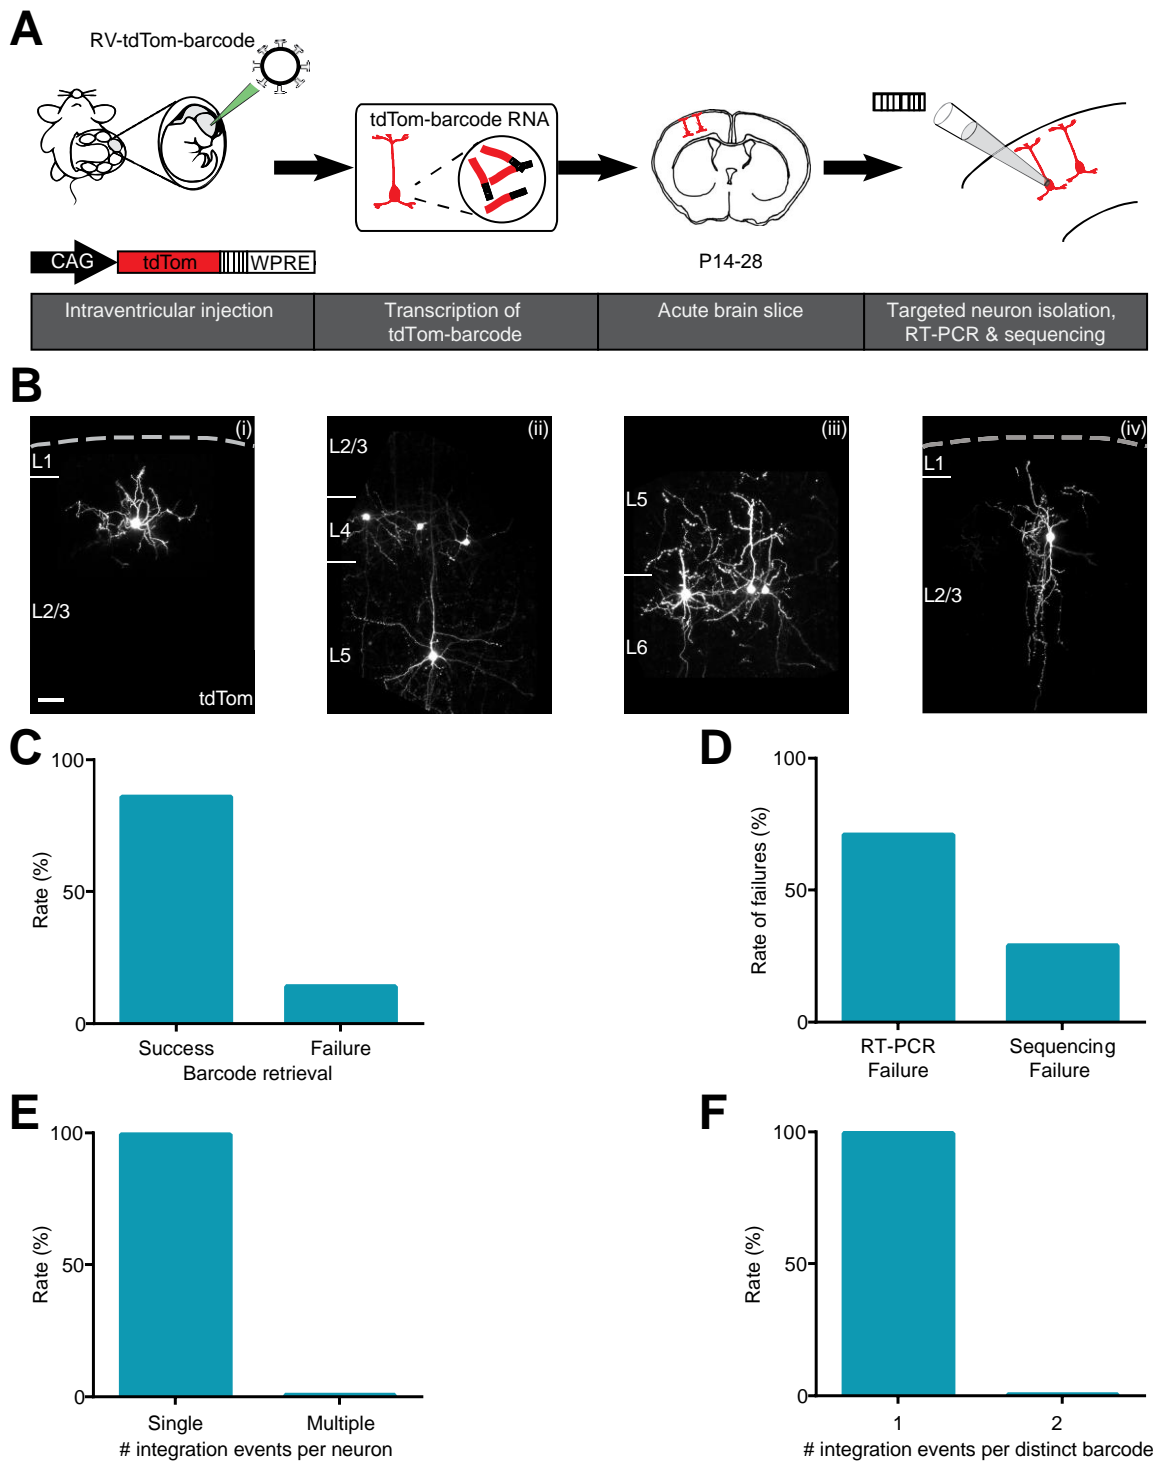 A
RV-tdTom-barcode
tdTom-barcode RNA
CAG
tdTom
WPRE
P14-28
Intraventricular injection
Transcription of
tdTom-barcode
Acute brain slice
Targeted neuron isolation,
RT-PCR & sequencing
B
(i)
L1
L2/3
tdTom
(ii)
L2/3
L4
L5
(iii)
L5
L6
(iv)
L1
L2/3
C
100
50
0
Rate (%)
Success
Failure
Barcode retrieval
D
100
50
0
Rate of failures (%)
RT-PCR
Failure
Sequencing
Failure
E
100
50
0
Rate (%)
Single
Multiple
# integration events per neuron
F
100
50
0
Rate (%)
1
2
# integration events per distinct barcode